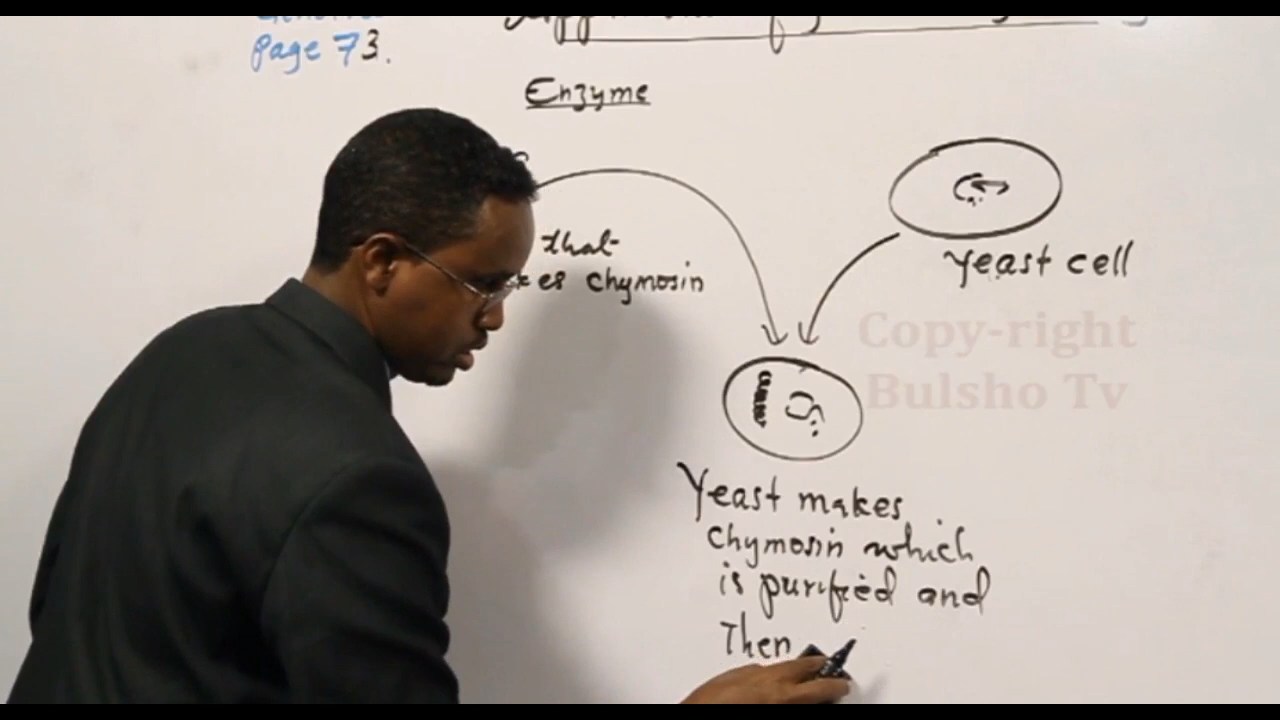 Page 73.
Enzyme
that
es chymosin
Yeast cell
Copy-right
Bulsho Tv
Yeast makes
chymosin which
is purified and
Then